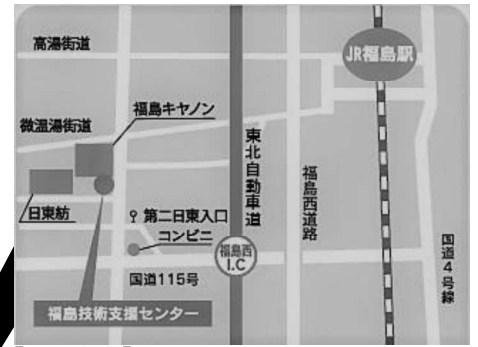 高湯街道
JR福島駅
福島キヤノン
微温湯街道
東北自動車道
福島西道路
日東紡
第二日東入口
コンビニ
福島西
I.C
国道4号線
国道115号
福島技術支援センター